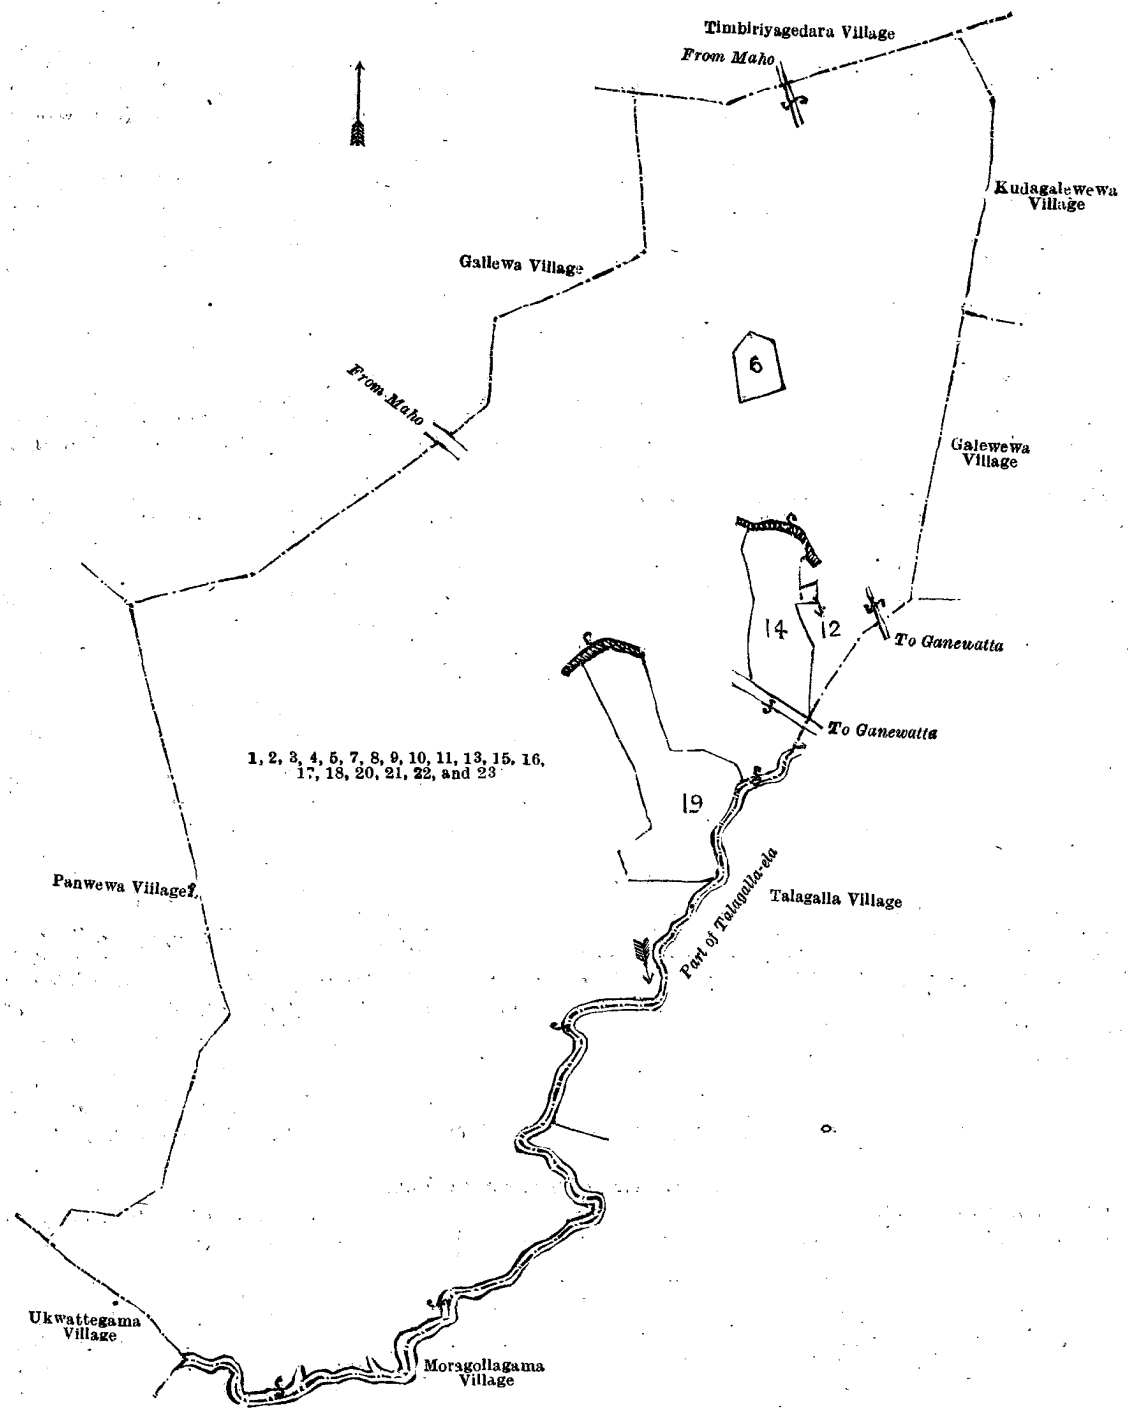 Timbiriyagedara Village
From Maho
Kudagalewewa
Village
Gallewa Village
6
From Maho
Galewewa
Village
14
12
To Ganewatta
To Ganewatta
1, 2, 3, 4, 5, 7, 8, 9, 10, 11, 13, 15, 16,
17, 18, 20, 21, 22, and 23
19
Panwewa Village
Part of Talagalla-ela
Talagalla Village
Ukwattegama
Village
Moragollagama
Village